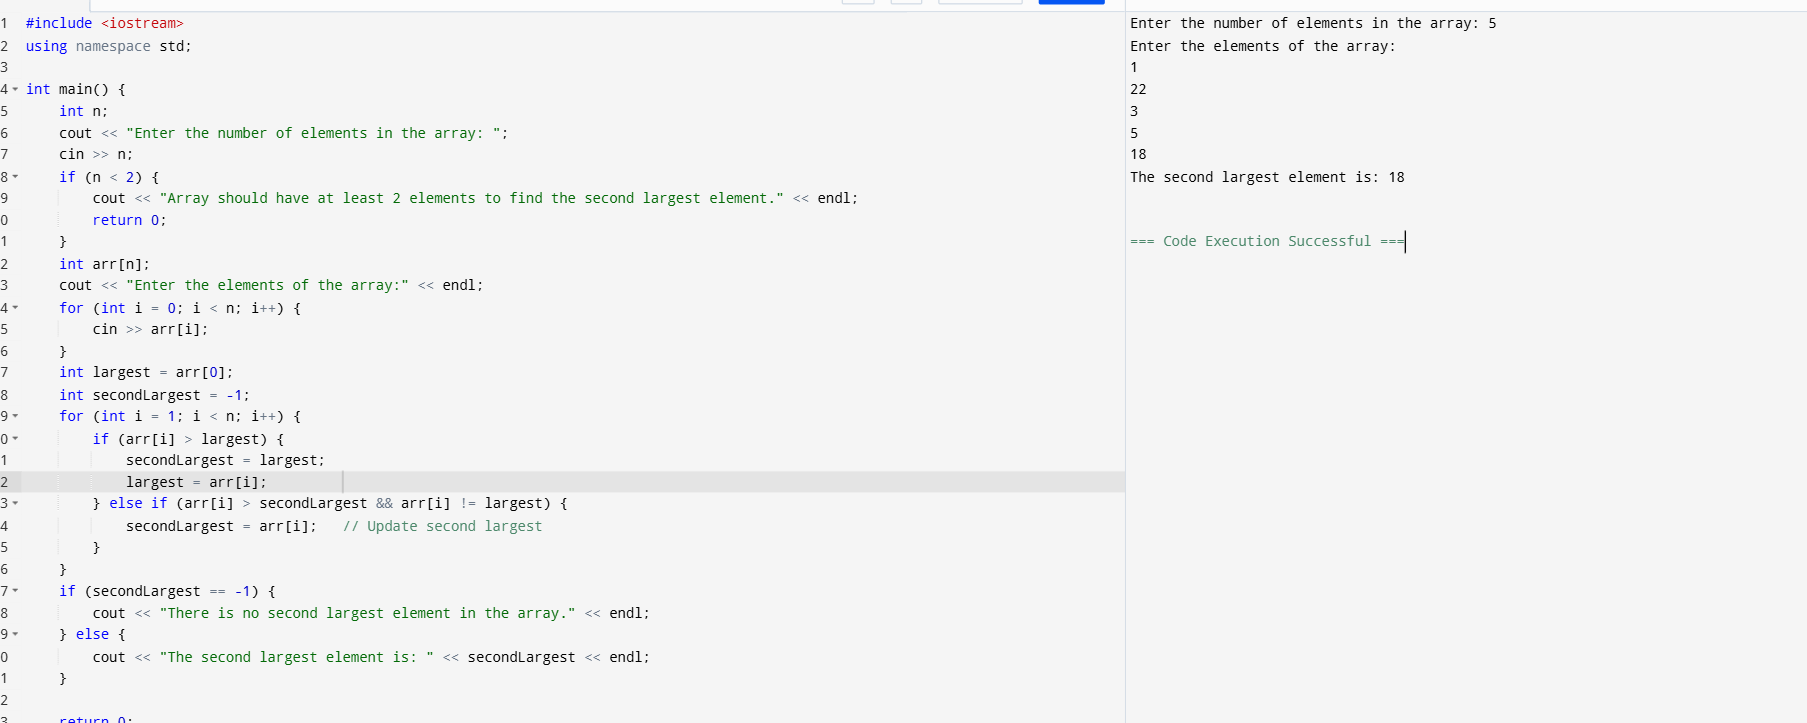 1 #include <iostream>
2 using namespace std;
3
4 int main() {
5     int n;
6     cout << "Enter the number of elements in the array: ";
7     cin >> n;
8     if (n < 2) {
9         cout << "Array should have at least 2 elements to find the second largest element." << endl;
0         return 0;
1     }
2     int arr[n];
3     cout << "Enter the elements of the array:" << endl;
4     for (int i = 0; i < n; i++) {
5         cin >> arr[i];
6     }
7     int largest = arr[0];
8     int secondLargest = -1;
9     for (int i = 1; i < n; i++) {
0         if (arr[i] > largest) {
1             secondLargest = largest;
2             largest = arr[i];
3         } else if (arr[i] > secondLargest && arr[i] != largest) {
4             secondLargest = arr[i];   // Update second largest
5         }
6     }
7     if (secondLargest == -1) {
8         cout << "There is no second largest element in the array." << endl;
9     } else {
0         cout << "The second largest element is: " << secondLargest << endl;
1     }
2
3     return 0;
Enter the number of elements in the array: 5
Enter the elements of the array:
1
22
3
5
18
The second largest element is: 18
=== Code Execution Successful ===